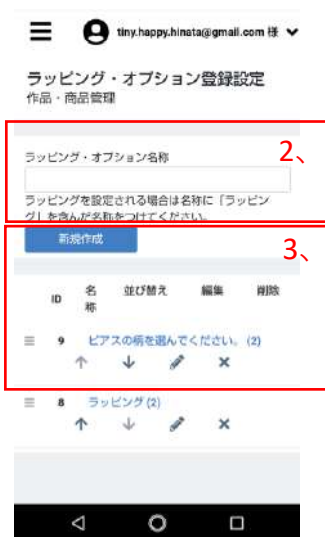 tiny.happy.hinata@gmail.com 様
ラッピング・オプション登録設定
作品・商品管理
2、
ラッピング・オプション名称
ラッピングを設定される場合は名称に「ラッピン
グ」を含んだ名称をつけてください。
新規作成
3、
ID 名称 並び替え 編集 削除
9 ピアスの柄を選んでください。 (2)
8 ラッピング (2)